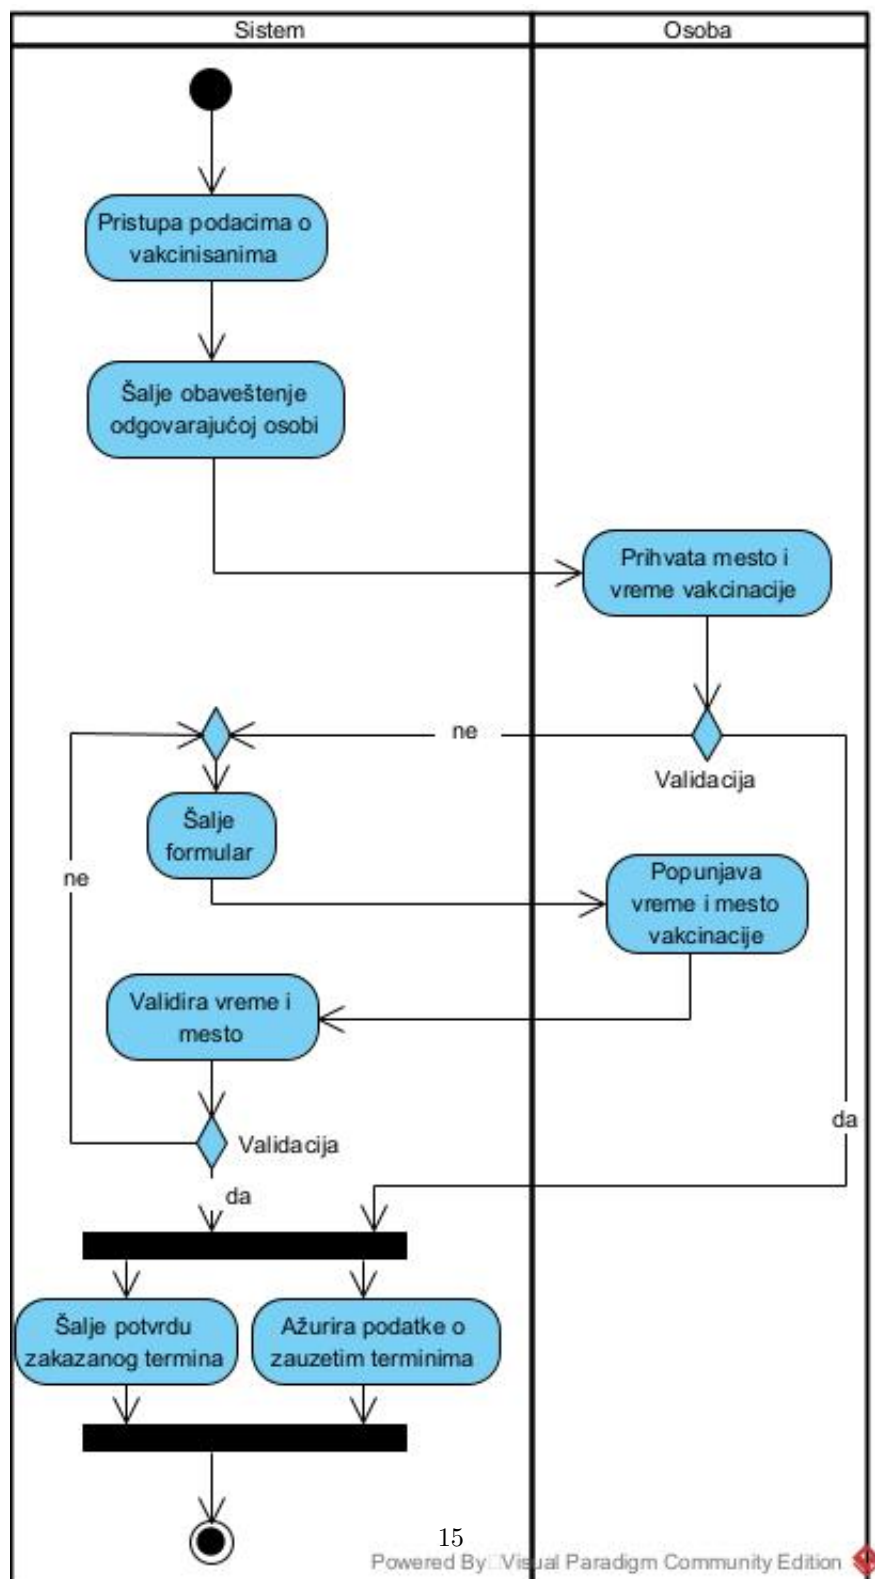 Sistem
Osoba
Pristupa podacima o
vakcinisanima
Šalje obaveštenje
odgovarajućoj osobi
Prihvata mesto i
vreme vakcinacije
ne
Validacija
Šalje
formular
ne
Popunjava
vreme i mesto
vakcinacije
Validira vreme i
mesto
da
Validacija
da
Šalje potvrdu
zakazanog termina
Ažurira podatke o
zauzetim terminima
15
Powered By Visual Paradigm Community Edition